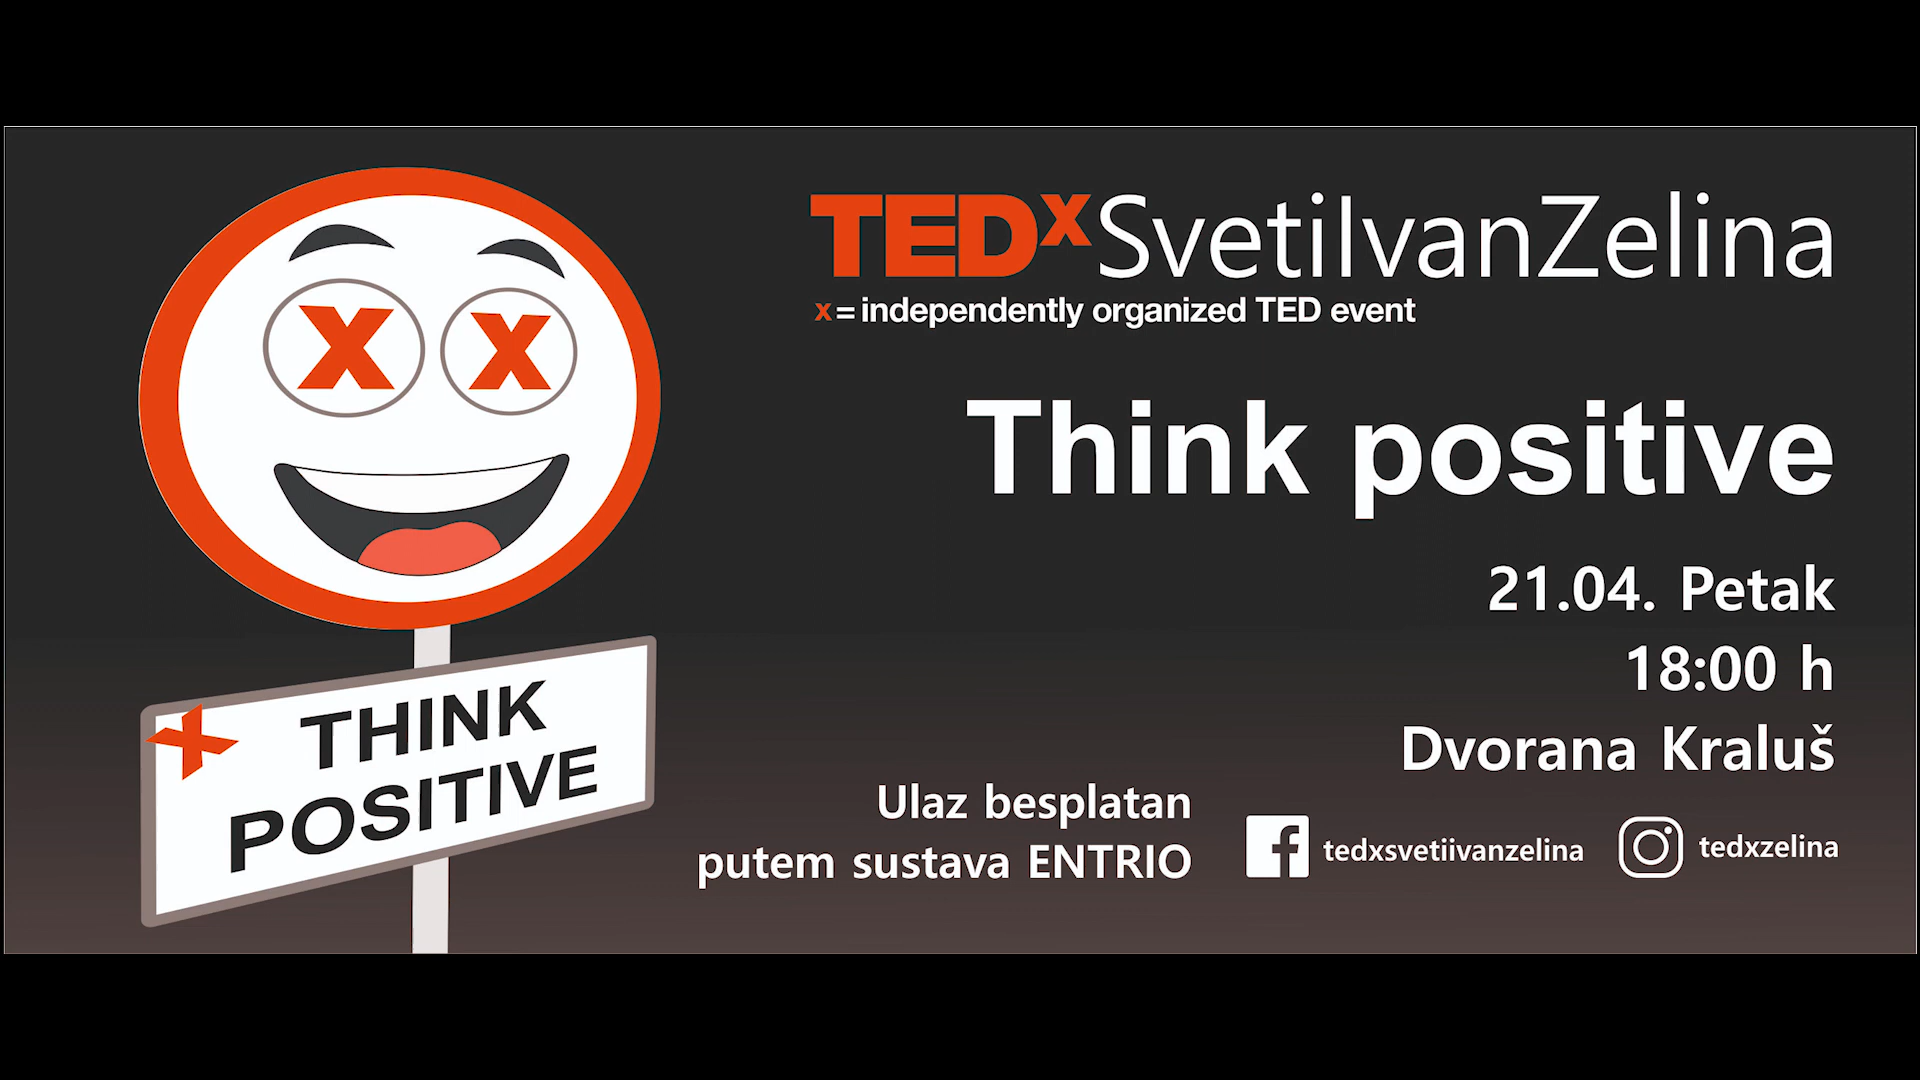 TEDxSvetiIvanZelina
x = independently organized TED event
Think positive
21.04. Petak
18:00 h
Dvorana Kraluš
Ulaz besplatan
putem sustava ENTRIO
tedxsvetiivanzelina
tedxzelina
x x
x THINK
POSITIVE